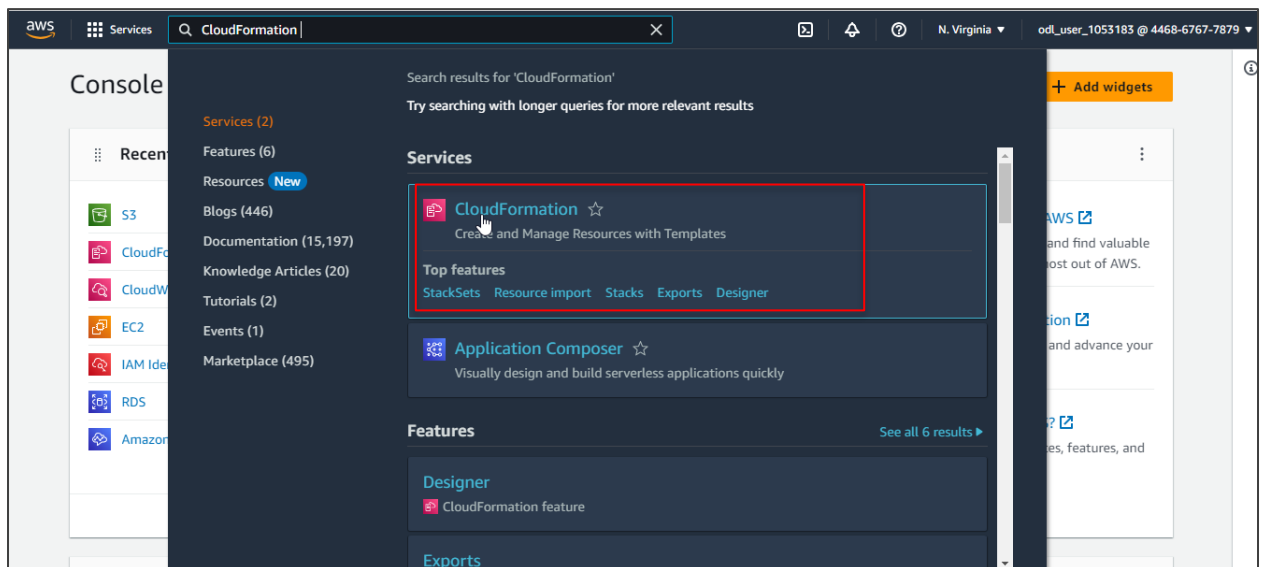 aws Services CloudFormation N. Virginia odl_user_1053183 @ 4468-6767-7879
Console
+ Add widgets
Search results for 'CloudFormation'
Try searching with longer queries for more relevant results
Services (2)
Features (6)
Resources New
Blogs (446)
Documentation (15,197)
Knowledge Articles (20)
Tutorials (2)
Events (1)
Marketplace (495)
Recen
S3
CloudFo
CloudW
EC2
IAM Ide
RDS
Amazon
Services
CloudFormation
Create and Manage Resources with Templates
Top features
StackSets Resource import Stacks Exports Designer
Application Composer
Visually design and build serverless applications quickly
Features
See all 6 results
Designer
CloudFormation feature
Exports
AWS
and find valuable
ost out of AWS.
tion
and advance your
?
es, features, and